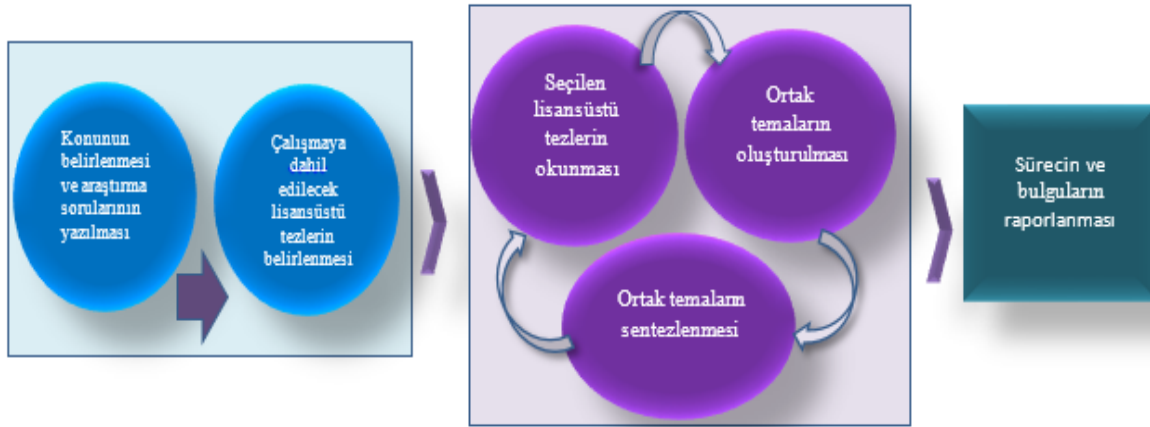 Konunun
belirlenmesi
ve araştırma
sorularının
yazılması
Çalışmaya
dahil
edilecek
lisansüstü
tezlerin
belirlenmesi
Seçilen
lisansüstü
tezlerin
okunması
Ortak
temaların
oluşturulması
Ortak temaların
sentezlenmesi
Sürecin ve
bulguların
raporlanması